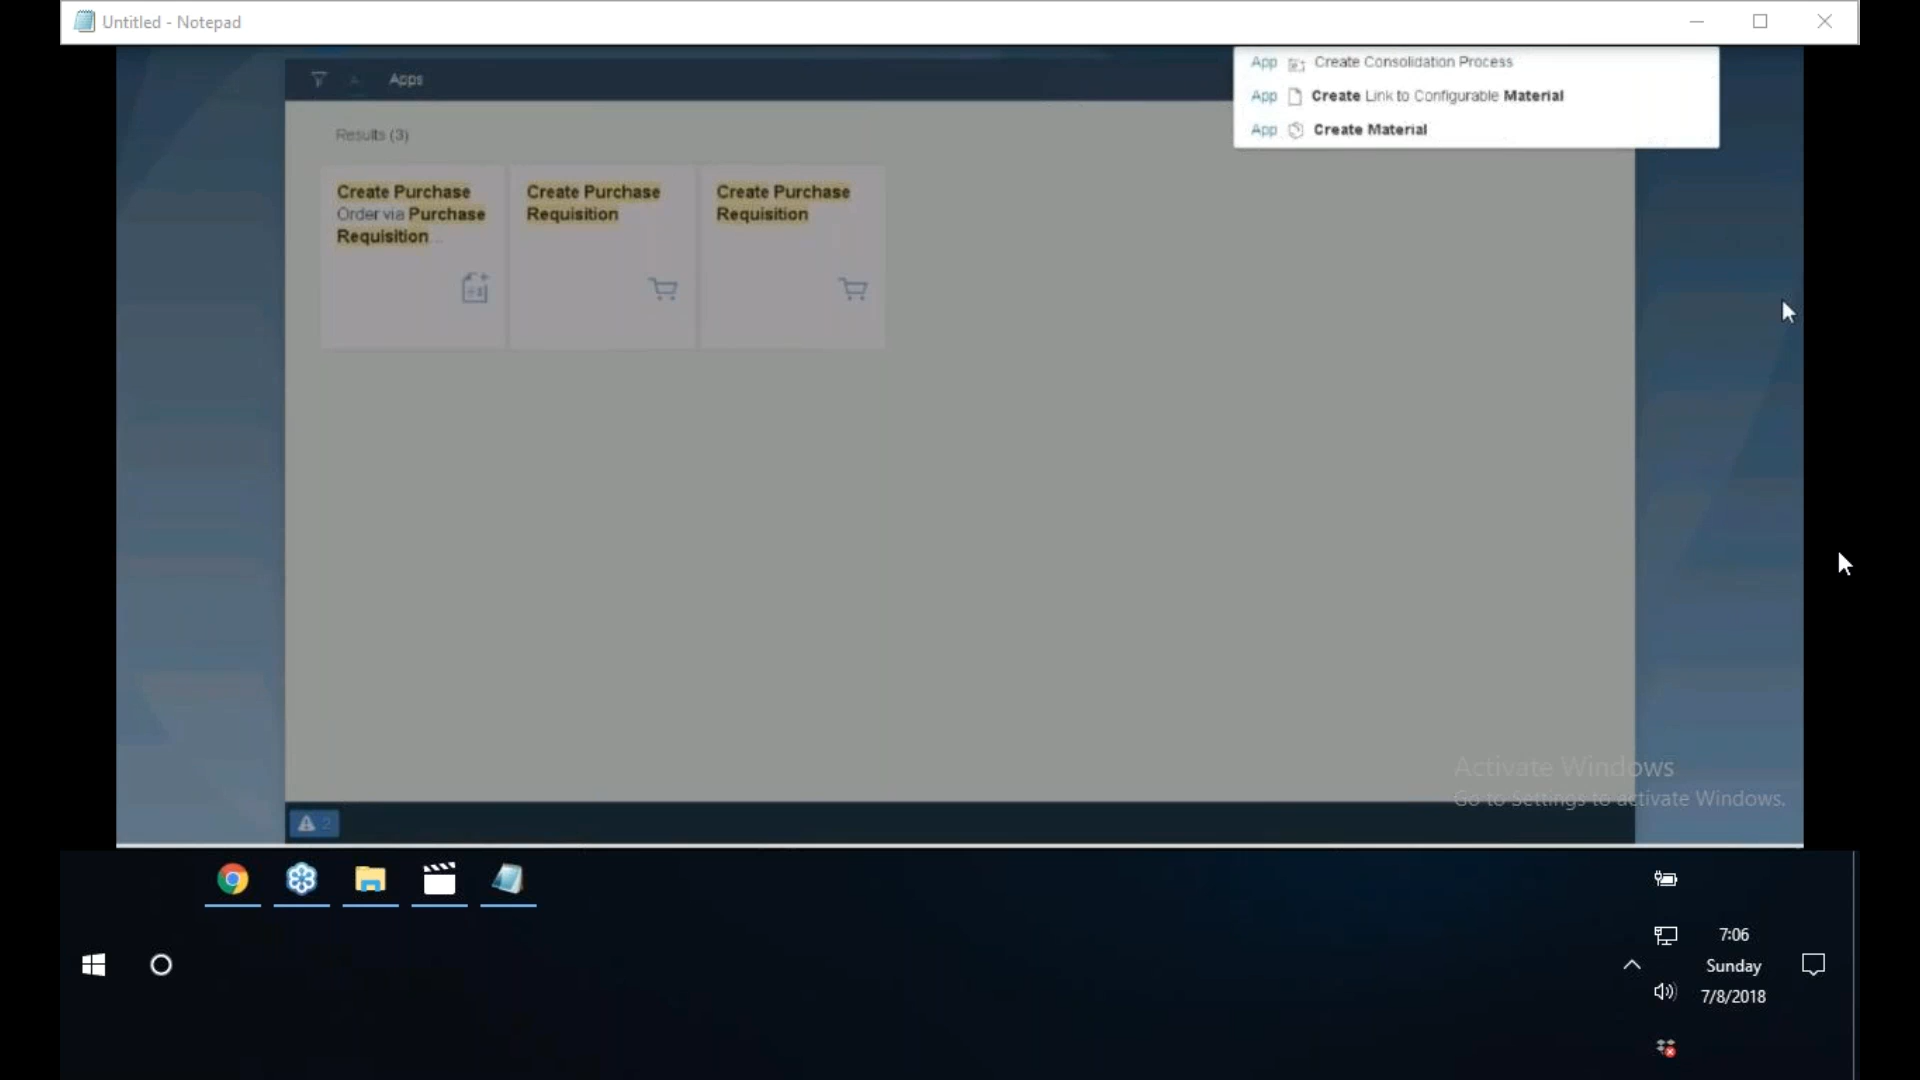 Untitled - Notepad
App Create Consolidation Process
Apps
App Create Link to Configurable Material
App Create Material
Results (3)
Create Purchase
Order via Purchase
Requisition...
Create Purchase
Requisition
Create Purchase
Requisition
Activate Windows
Go to Settings to activate Windows.
2
7:06
Sunday
7/8/2018